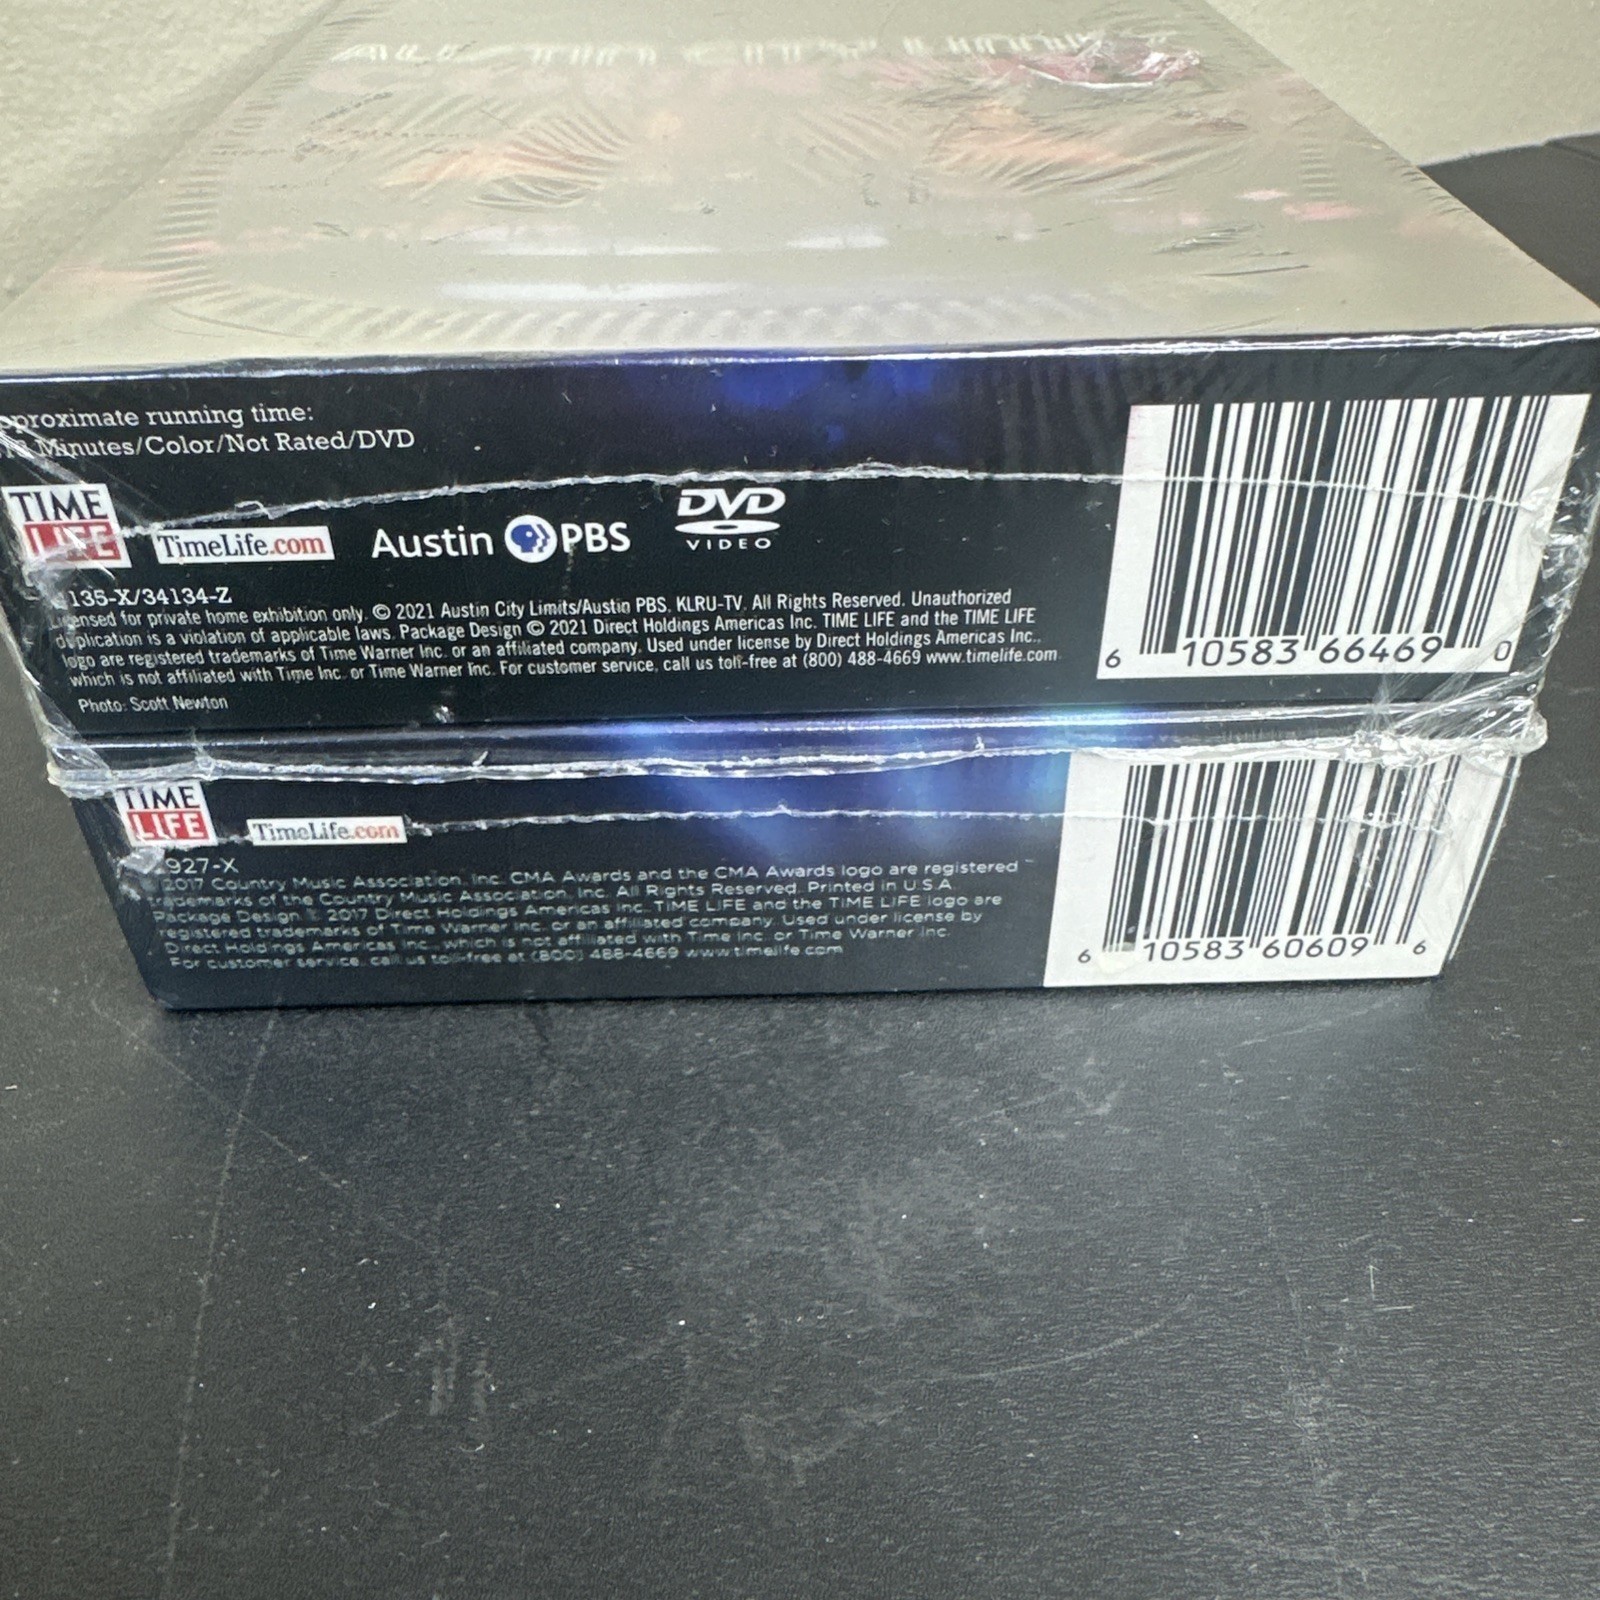 pproximate running time:
Minutes/Color/Not Rated/DVD
TIME
LIFE
TimeLife.com
Austin PBS
DVD
VIDEO
135-X/34134-Z
Licensed for private home exhibition only. © 2021 Austin City Limits/Austin PBS, KLRU-TV, All Rights Reserved. Unauthorized
duplication is a violation of applicable laws. Package Design © 2021 Direct Holdings Americas Inc. TIME LIFE and the TIME LIFE
logo are registered trademarks of Time Warner Inc. or an affiliated company. Used under license by Direct Holdings Americas Inc.,
which is not affiliated with Time Inc. or Time Warner Inc. For customer service, call us toll-free at (800) 488-4669 www.timelife.com
Photo: Scott Newton
6 10583 66469 0
TIME
LIFE
TimeLife.com
927-X
2017 Country Music Association, Inc. CMA Awards and the CMA Awards logo are registered
trademarks of the Country Music Association, Inc. All Rights Reserved. Printed in U.S.A.
Package Design © 2017 Direct Holdings Americas Inc. TIME LIFE and the TIME LIFE logo are
registered trademarks of Time Warner Inc. or an affiliated company. Used under license by
Direct Holdings Americas Inc., which is not affiliated with Time Inc. or Time Warner Inc.
For customer service, call us toll-free at (800) 488-4669 www.timelife.com
6 10583 60609 6